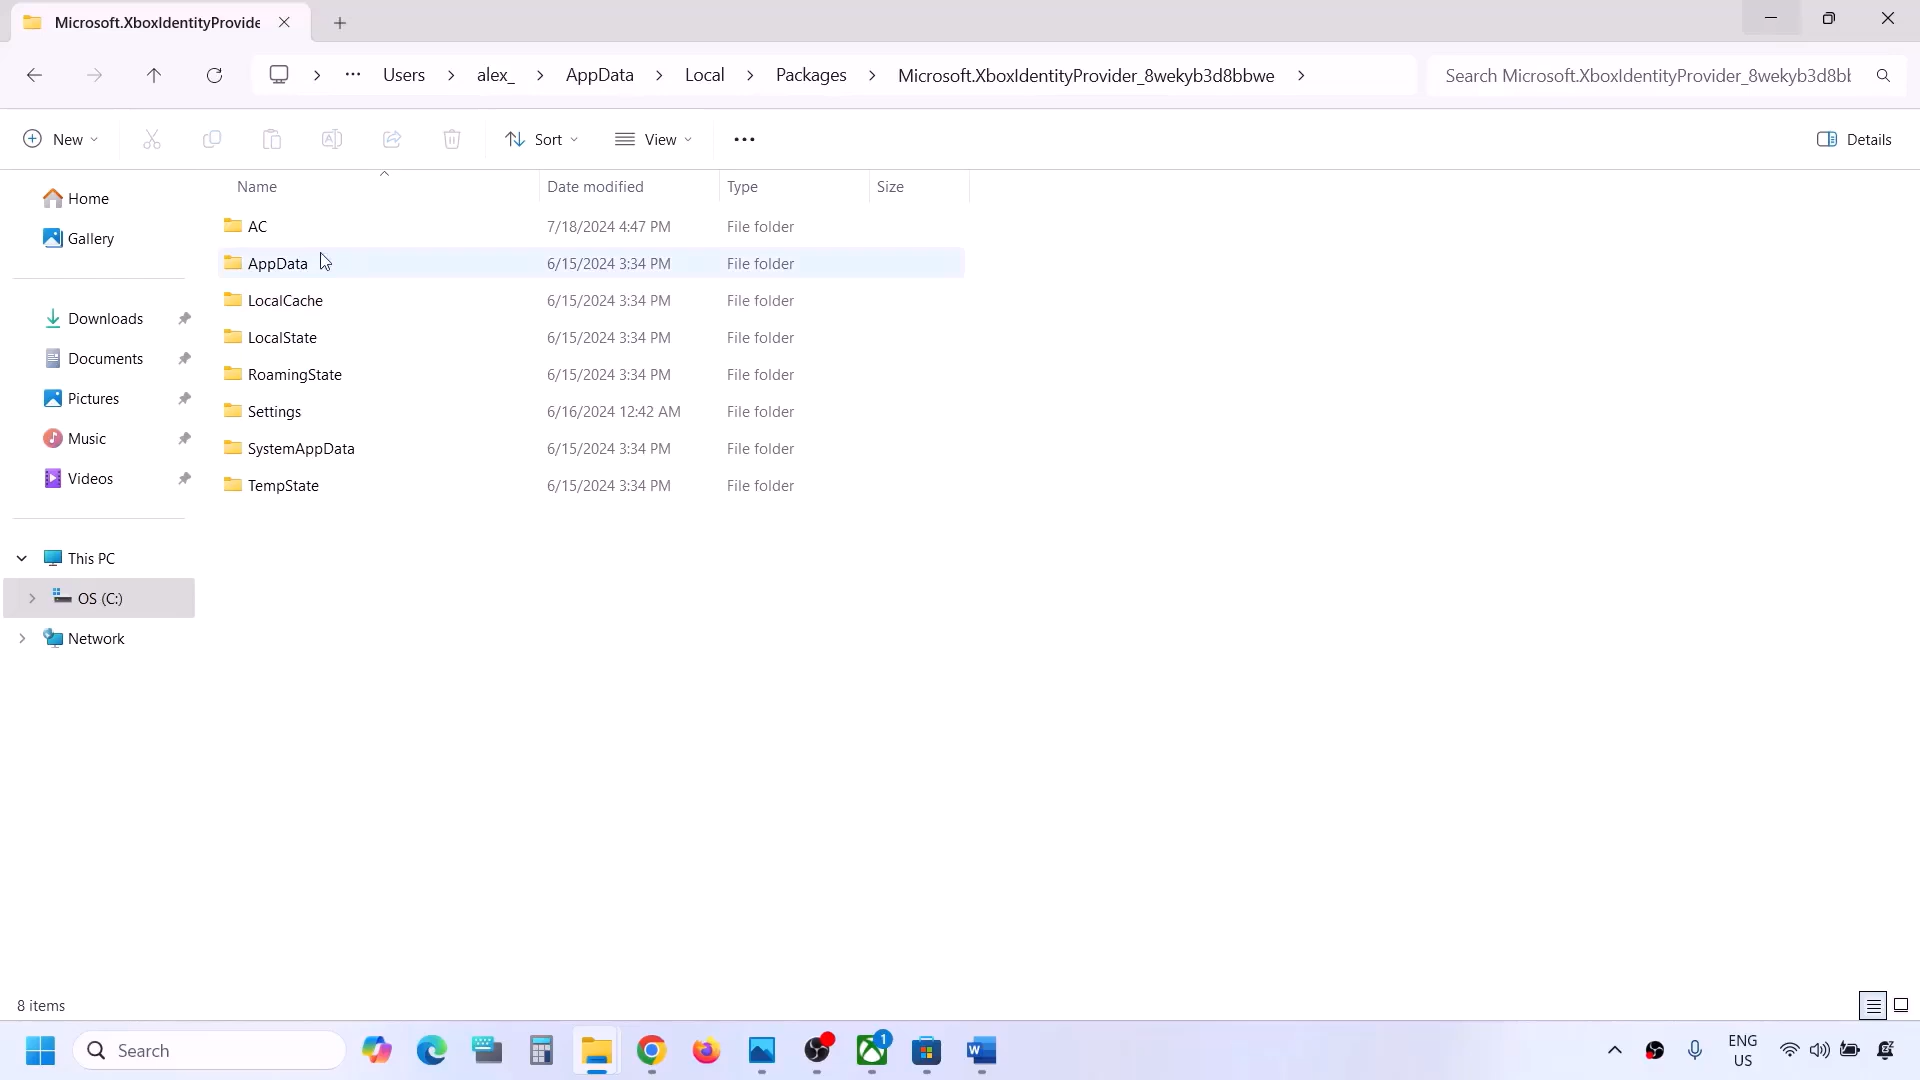 Microsoft.XboxIdentityProvide
Users
alex_
AppData
Local
Packages
Microsoft.XboxIdentityProvider_8wekyb3d8bbwe
Search Microsoft.XboxIdentityProvider_8wekyb3d8bb
New
Sort
View
Details
Home
Gallery
Downloads
Documents
Pictures
Music
Videos
This PC
OS (C:)
Network
Name Date modified Type Size
AC 7/18/2024 4:47 PM File folder
AppData 6/15/2024 3:34 PM File folder
LocalCache 6/15/2024 3:34 PM File folder
LocalState 6/15/2024 3:34 PM File folder
RoamingState 6/15/2024 3:34 PM File folder
Settings 6/16/2024 12:42 AM File folder
SystemAppData 6/15/2024 3:34 PM File folder
TempState 6/15/2024 3:34 PM File folder
8 items
Search
1
ENG
US